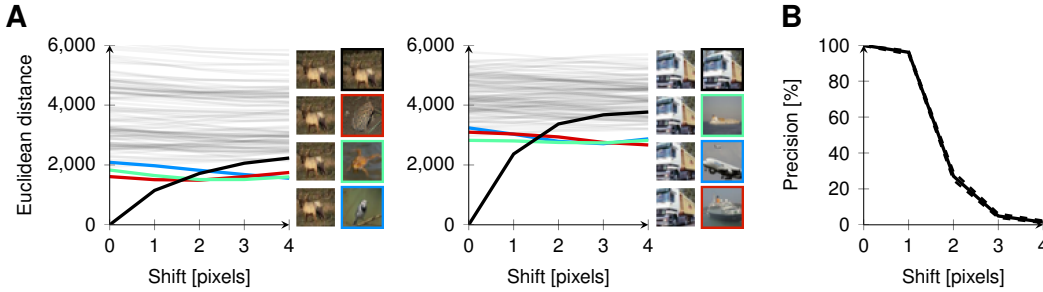 A
B
Euclidean distance
6,000
4,000
2,000
0
0 1 2 3 4
Shift [pixels]
6,000
4,000
2,000
0
0 1 2 3 4
Shift [pixels]
Precision [%]
100
80
60
40
20
0
0 1 2 3 4
Shift [pixels]